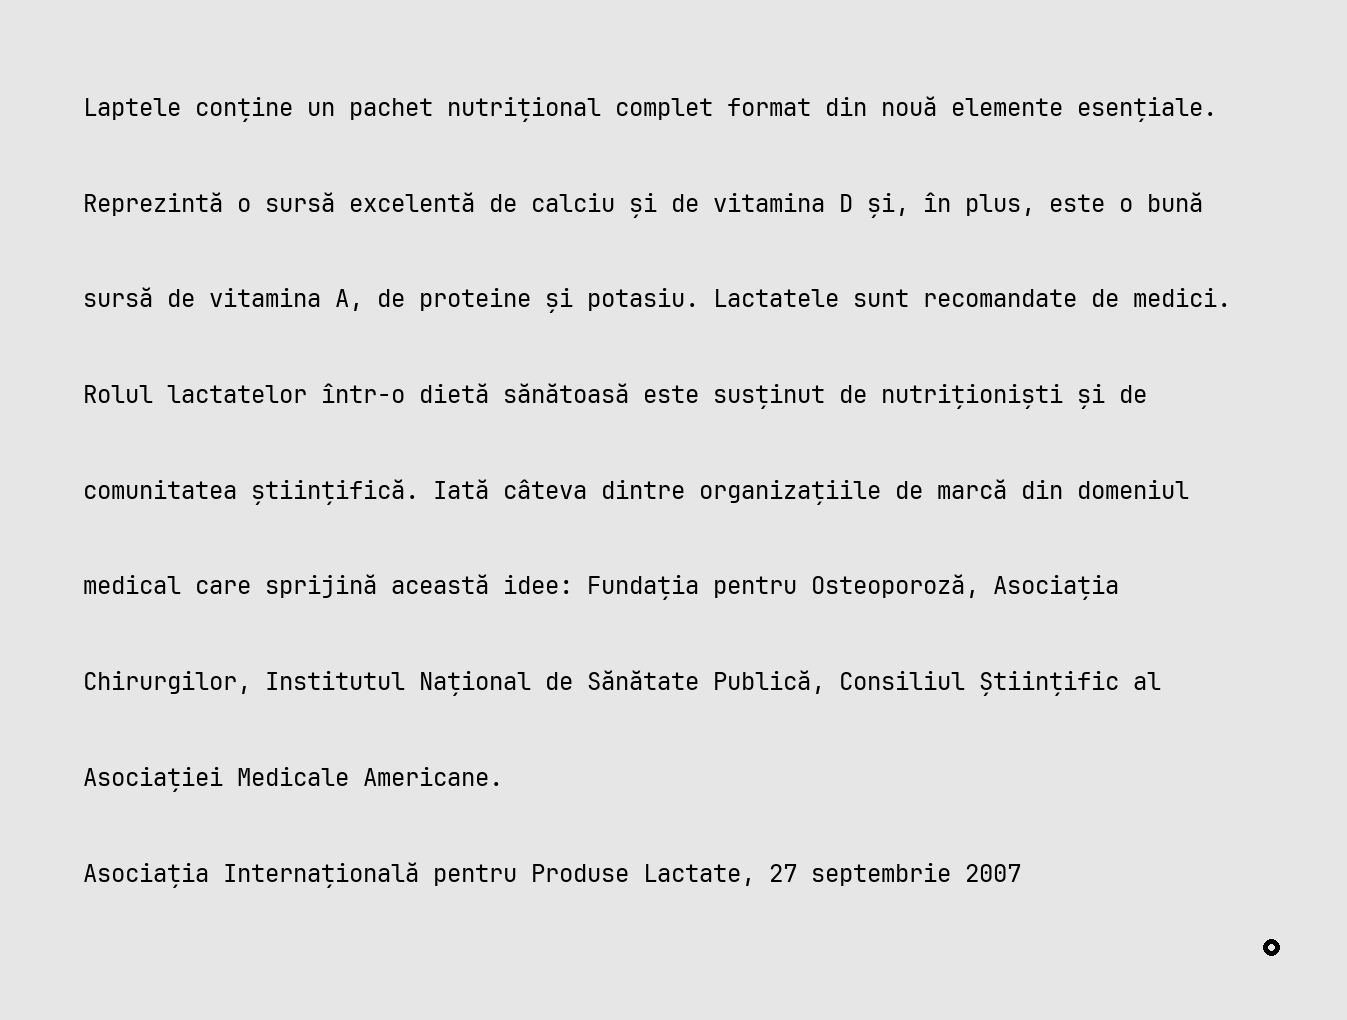 Laptele conține un pachet nutrițional complet format din nouă elemente esențiale.
Reprezintă o sursă excelentă de calciu și de vitamina D și, în plus, este o bună
sursă de vitamina A, de proteine și potasiu. Lactatele sunt recomandate de medici.
Rolul lactatelor într-o dietă sănătoasă este susținut de nutriționiști și de
comunitatea științifică. Iată câteva dintre organizațiile de marcă din domeniul
medical care sprijină această idee: Fundația pentru Osteoporoză, Asociația
Chirurgilor, Institutul Național de Sănătate Publică, Consiliul Științific al
Asociației Medicale Americane.
Asociația Internațională pentru Produse Lactate, 27 septembrie 2007